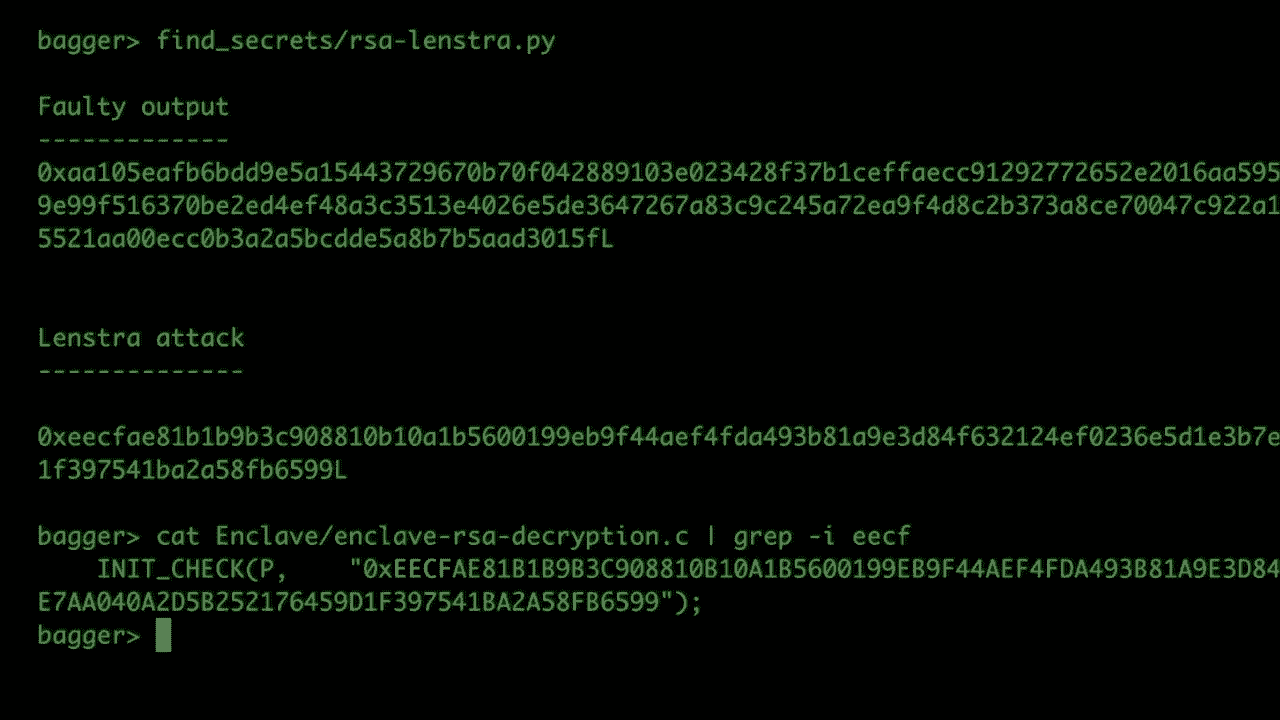 bagger> find_secrets/rsa-lenstra.py
Faulty output
-------------
0xaa105eafb6bdd9e5a15443729670b70f042889103e023428f37b1ceffaecc91292772652e2016aa595
9e99f516370be2ed4ef48a3c3513e4026e5de3647267a83c9c245a72ea9f4d8c2b373a8ce70047c922a1
5521aa00ecc0b3a2a5bcdde5a8b7b5aad3015fL
Lenstra attack
--------------
0xeecfae81b1b9b3c908810b10a1b5600199eb9f44aef4fda493b81a9e3d84f632124ef0236e5d1e3b7e
1f397541ba2a58fb6599L
bagger> cat Enclave/enclave-rsa-decryption.c | grep -i eecf
    INIT_CHECK(P,    "0xEECFAE81B1B9B3C908810B10A1B5600199EB9F44AEF4FDA493B81A9E3D84
E7AA040A2D5B252176459D1F397541BA2A58FB6599");
bagger>